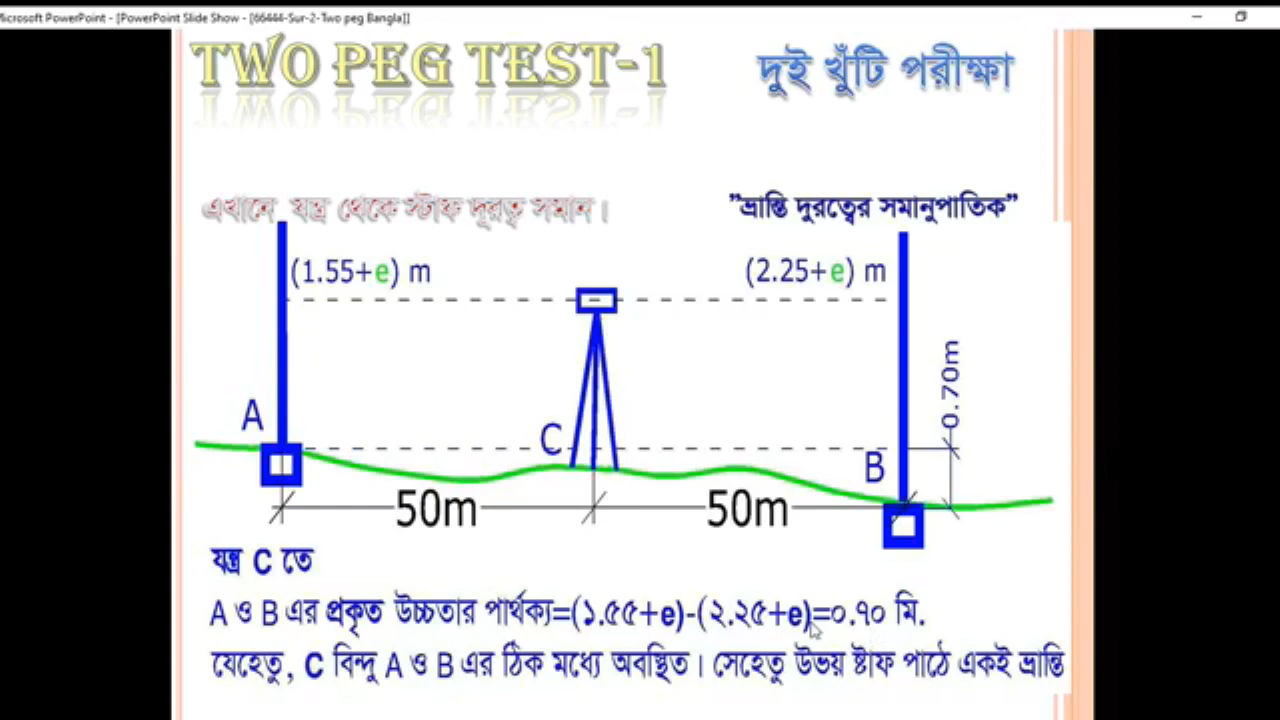 Microsoft PowerPoint - [PowerPoint Slide Show - [66444-Sur-2-Two peg Bangla]]
TWO PEG TEST-1
দুই খুঁটি পরীক্ষা
এখানে যন্ত্র থেকে স্টাফ দূরত্ব সমান।
”ভ্রান্তি দুরত্বের সমানুপাতিক”
(1.55+e) m
(2.25+e) m
0.70m
A
C
B
50m
50m
যন্ত্র C তে
A ও B এর প্রকৃত উচ্চতার পার্থক্য=(১.৫৫+e)-(২.২৫+e)=০.৭০ মি.
যেহেতু, C বিন্দু A ও B এর ঠিক মধ্যে অবস্থিত। সেহেতু উভয় ষ্টাফ পাঠে একই ভ্রান্তি